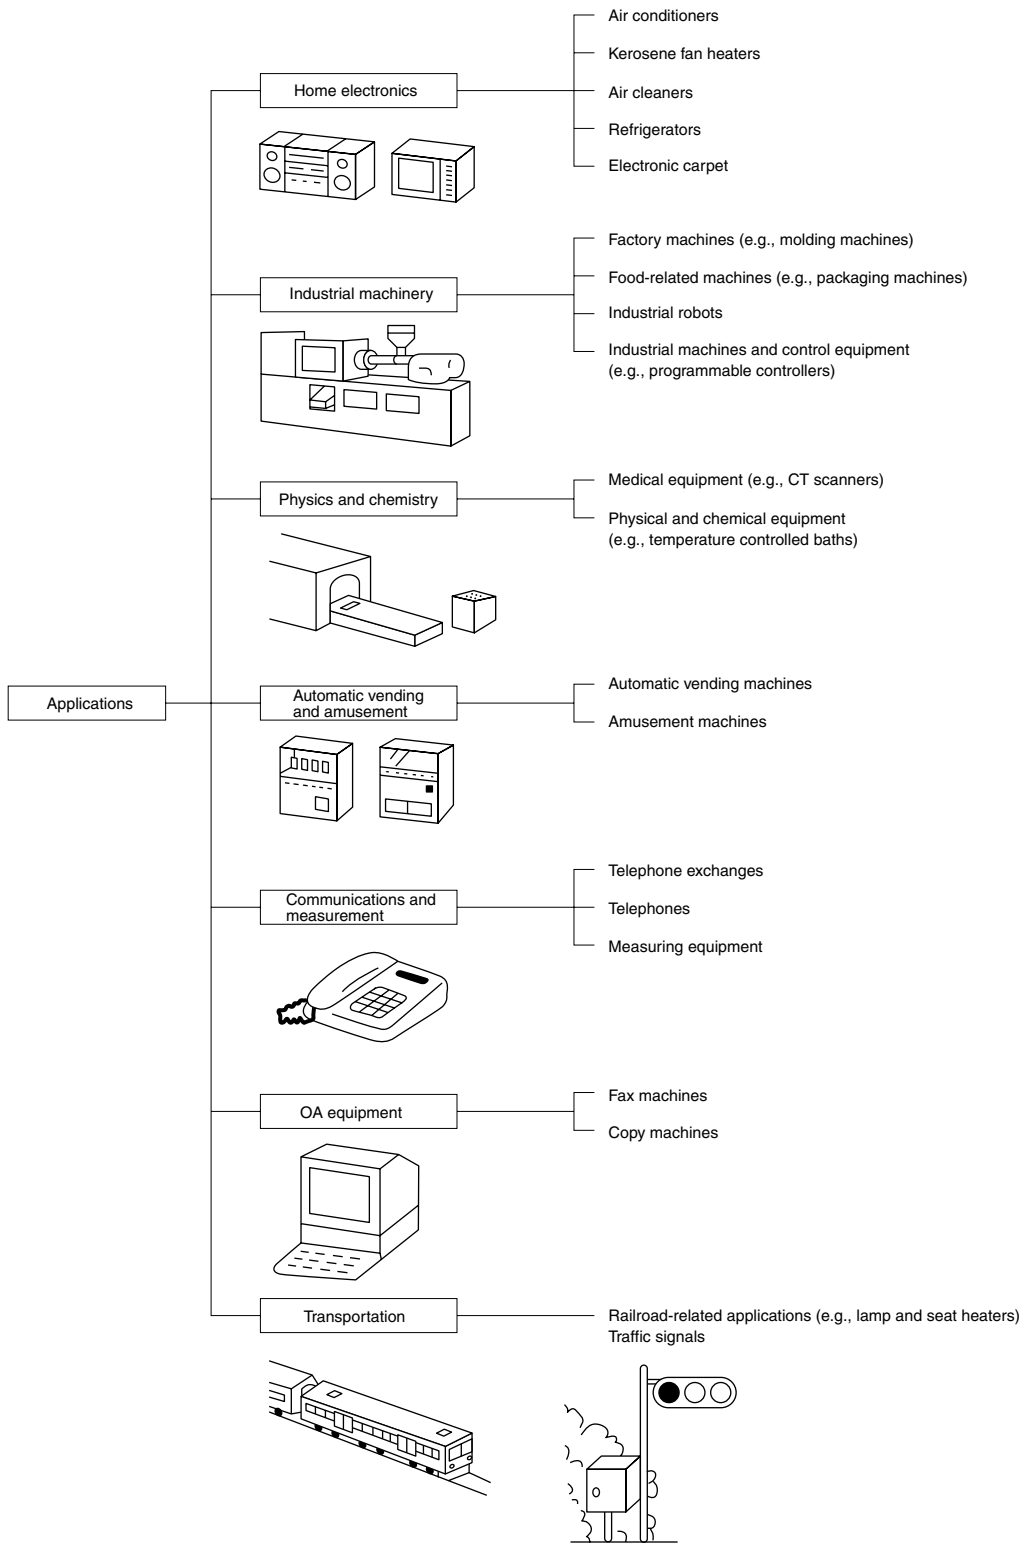 Applications
Home electronics
Air conditioners
Kerosene fan heaters
Air cleaners
Refrigerators
Electronic carpet
Industrial machinery
Factory machines (e.g., molding machines)
Food-related machines (e.g., packaging machines)
Industrial robots
Industrial machines and control equipment
(e.g., programmable controllers)
Physics and chemistry
Medical equipment (e.g., CT scanners)
Physical and chemical equipment
(e.g., temperature controlled baths)
Automatic vending
and amusement
Automatic vending machines
Amusement machines
Communications and
measurement
Telephone exchanges
Telephones
Measuring equipment
OA equipment
Fax machines
Copy machines
Transportation
Railroad-related applications (e.g., lamp and seat heaters)
Traffic signals